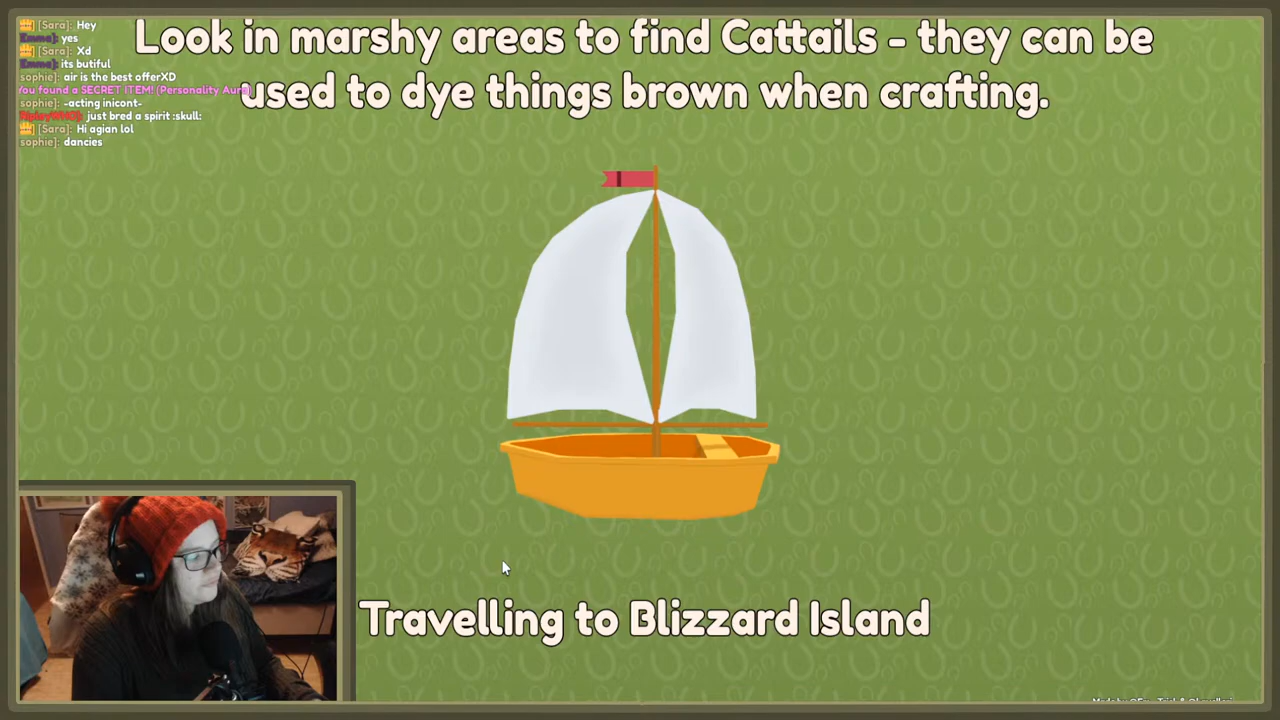 Look in marshy areas to find Cattails - they can be
used to dye things brown when crafting.
[Sara]: Hey
Emma]: yes
[Sara]: Xd
Emma]: its butiful
sophie]: air is the best offerXD
You found a SECRET ITEM! (Personality Aura)
sophie]: -acting inicont-
RipleyWHO]: just bred a spirit :skull:
[Sara]: Hi agian lol
sophie]: dancies
Travelling to Blizzard Island